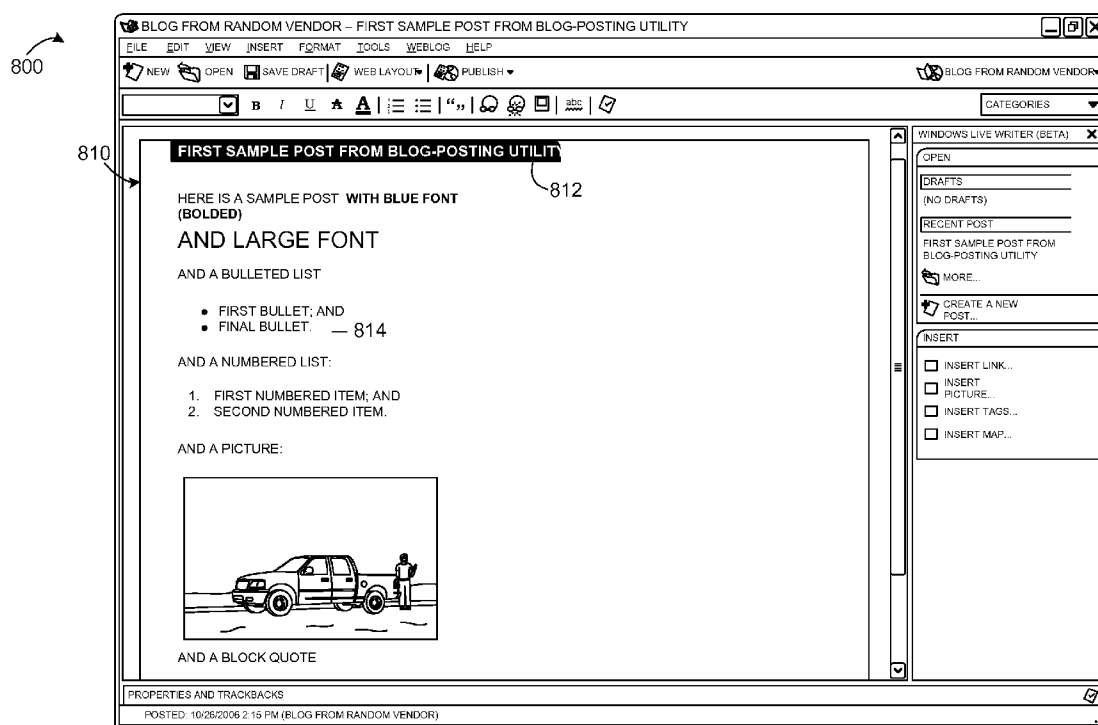 800
BLOG FROM RANDOM VENDOR – FIRST SAMPLE POST FROM BLOG-POSTING UTILITY
FILE EDIT VIEW INSERT FORMAT TOOLS WEBLOG HELP
NEW OPEN SAVE DRAFT WEB LAYOUT PUBLISH BLOG FROM RANDOM VENDOR
B I U A A “„ abc CATEGORIES
810
FIRST SAMPLE POST FROM BLOG-POSTING UTILITY
812
HERE IS A SAMPLE POST WITH BLUE FONT
(BOLDED)
AND LARGE FONT
AND A BULLETED LIST
• FIRST BULLET; AND
• FINAL BULLET.
814
AND A NUMBERED LIST:
1. FIRST NUMBERED ITEM; AND
2. SECOND NUMBERED ITEM.
AND A PICTURE:
AND A BLOCK QUOTE
WINDOWS LIVE WRITER (BETA)
OPEN
DRAFTS
(NO DRAFTS)
RECENT POST
FIRST SAMPLE POST FROM
BLOG-POSTING UTILITY
MORE...
CREATE A NEW
POST...
INSERT
INSERT LINK...
INSERT
PICTURE...
INSERT TAGS...
INSERT MAP...
PROPERTIES AND TRACKBACKS
POSTED: 10/26/2006 2:15 PM (BLOG FROM RANDOM VENDOR)